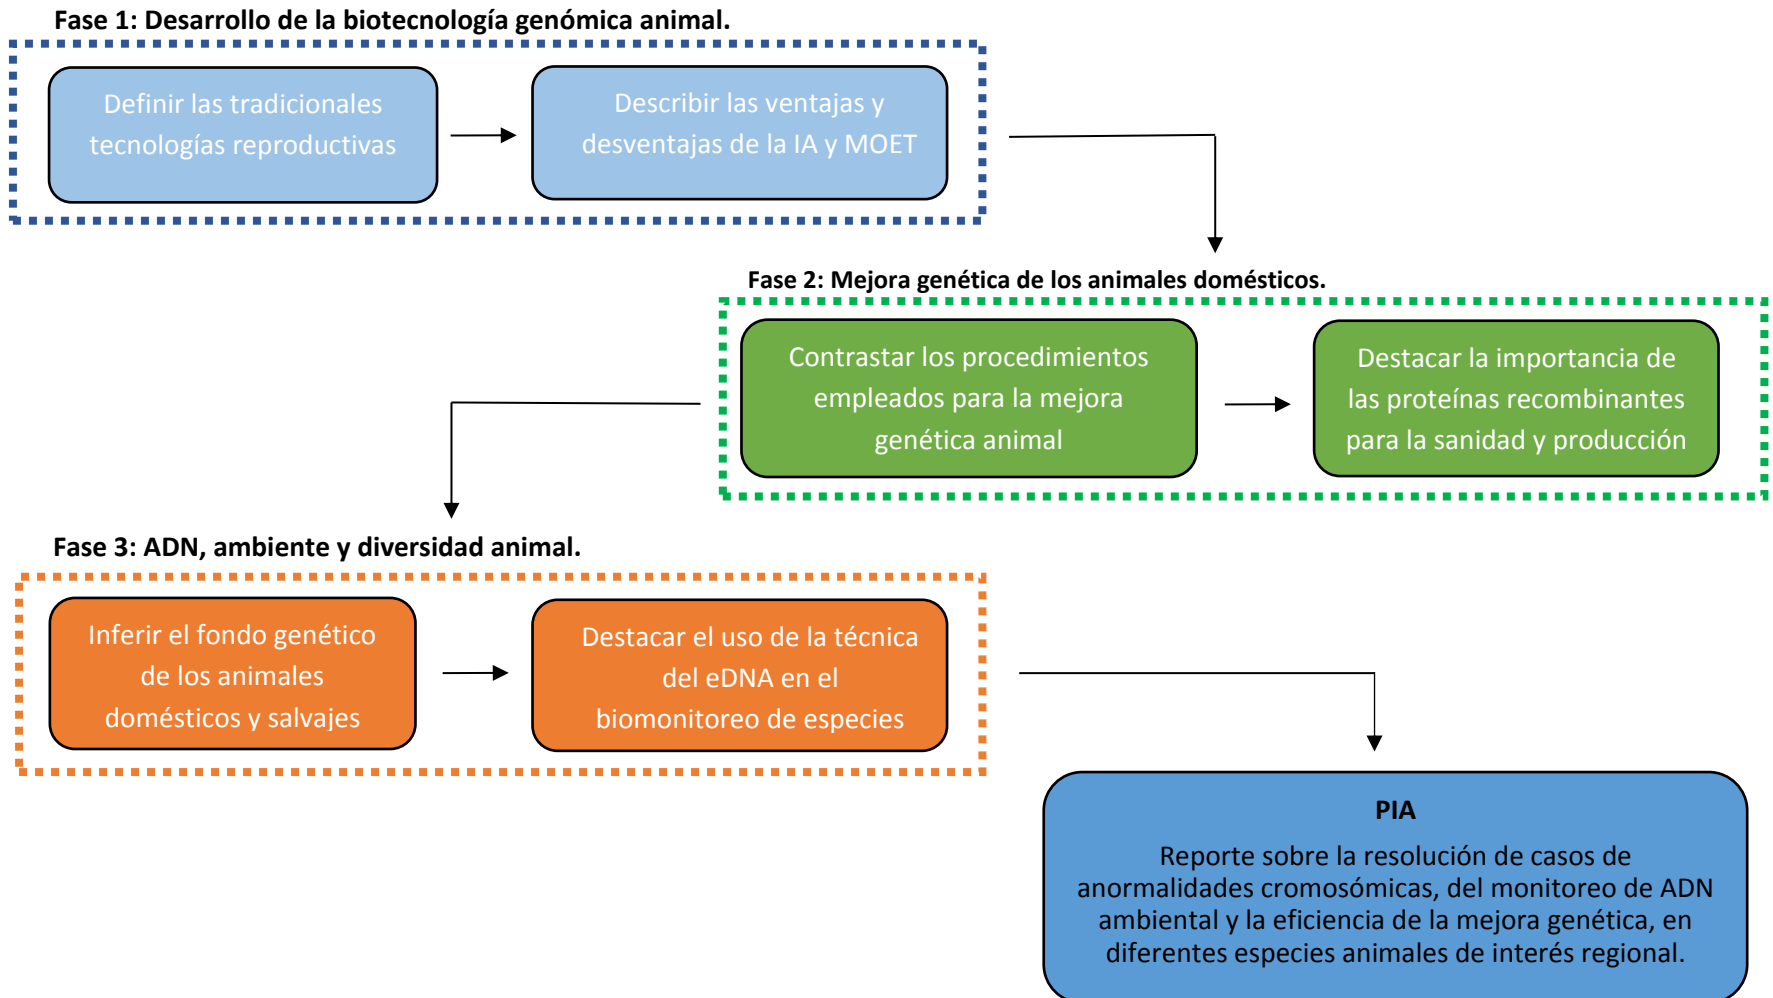 Fase 1: Desarrollo de la biotecnología genómica animal.
Definir las tradicionales
tecnologías reproductivas
Describir las ventajas y
desventajas de la IA y MOET
Fase 2: Mejora genética de los animales domésticos.
Contrastar los procedimientos
empleados para la mejora
genética animal
Destacar la importancia de
las proteínas recombinantes
para la sanidad y producción
Fase 3: ADN, ambiente y diversidad animal.
Inferir el fondo genético
de los animales
domésticos y salvajes
Destacar el uso de la técnica
del eDNA en el
biomonitoreo de especies
PIA
Reporte sobre la resolución de casos de
anormalidades cromosómicas, del monitoreo de ADN
ambiental y la eficiencia de la mejora genética, en
diferentes especies animales de interés regional.